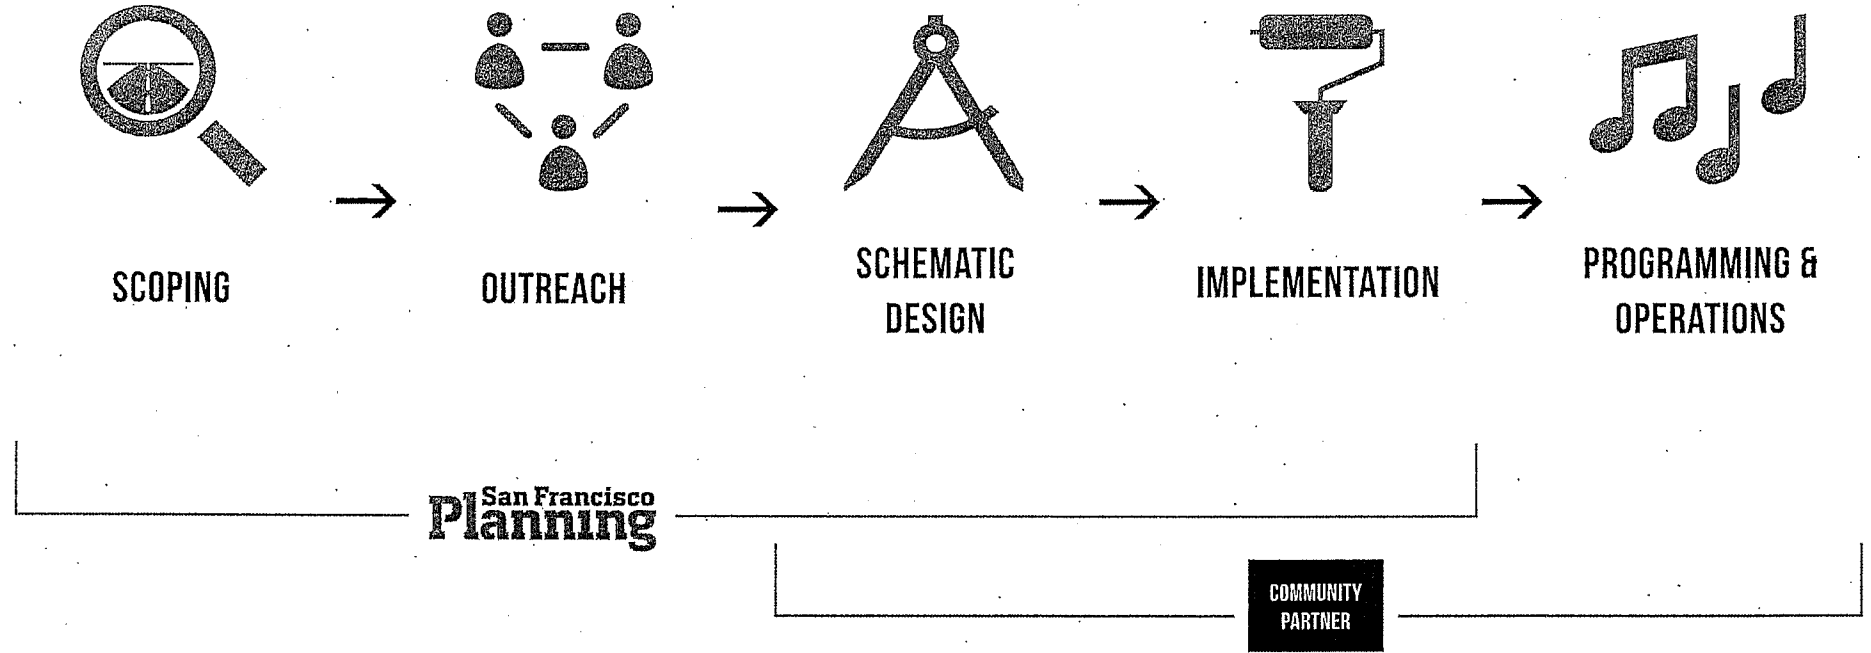 SCOPING
OUTREACH
SCHEMATIC
DESIGN
IMPLEMENTATION
PROGRAMMING &
OPERATIONS
San Francisco
Planning
COMMUNITY
PARTNER